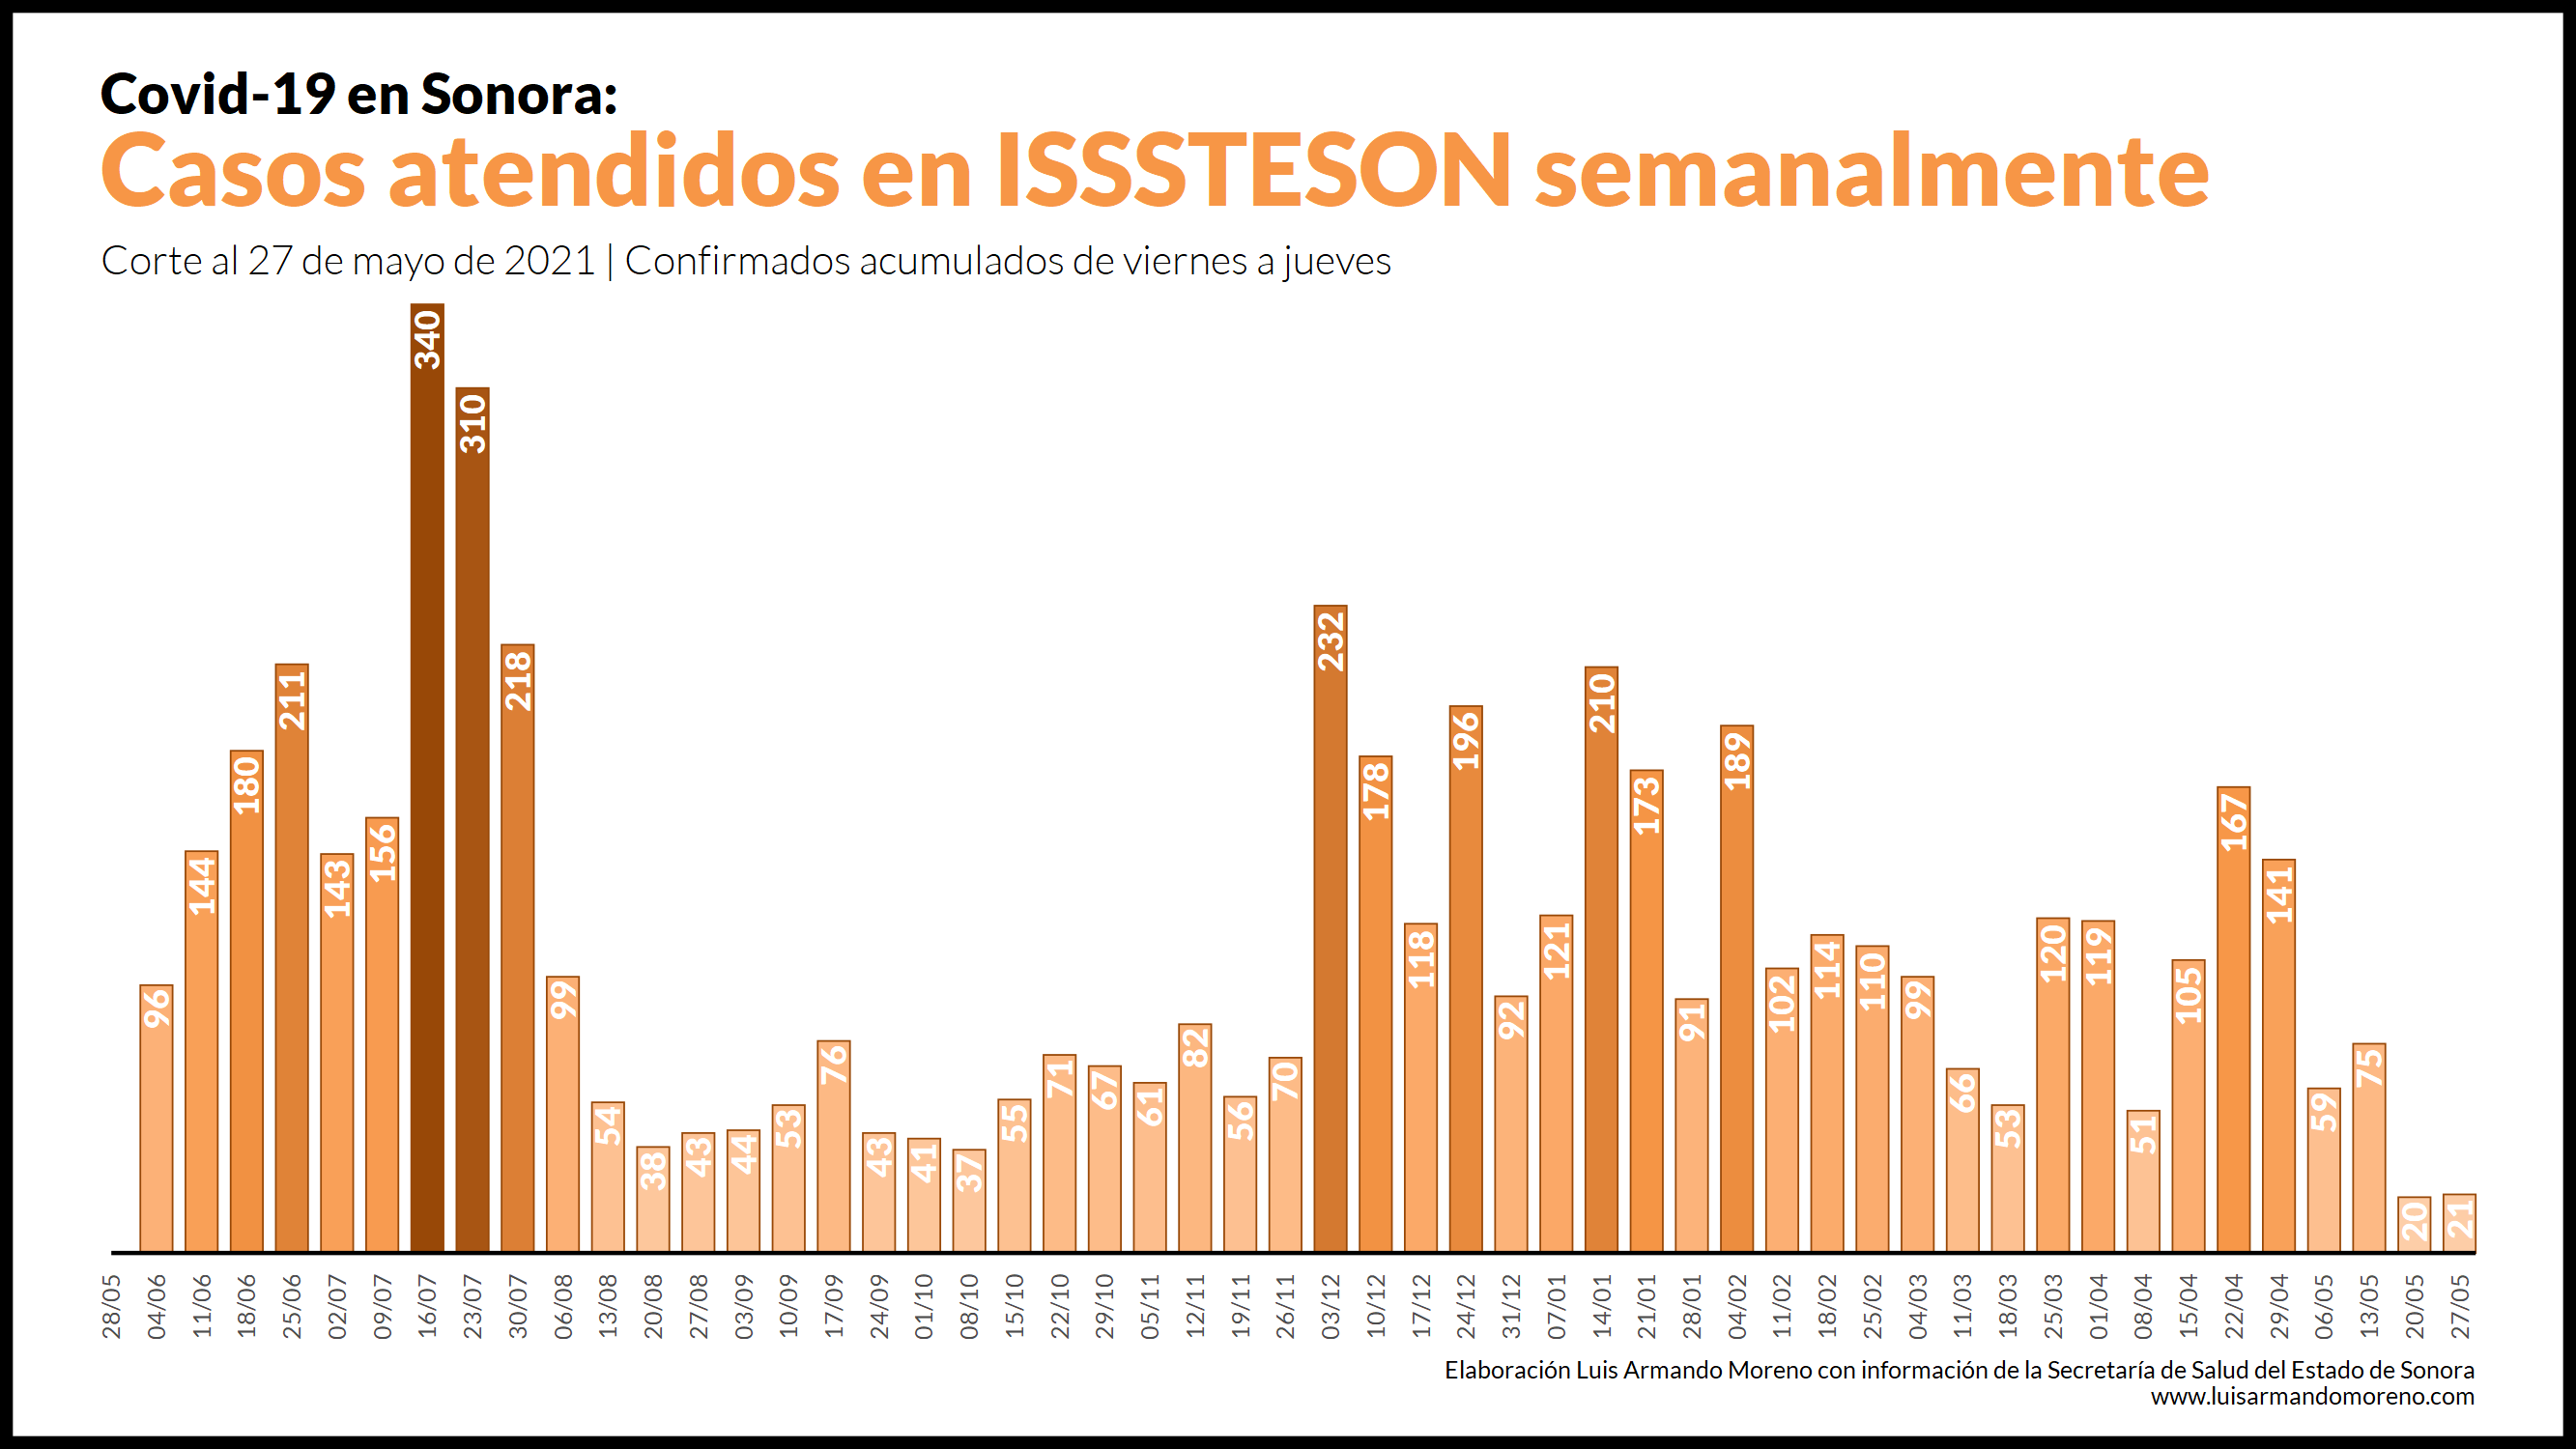 Covid-19 en Sonora:
Casos atendidos en ISSSTESON semanalmente
Corte al 27 de mayo de 2021 | Confirmados acumulados de viernes a jueves
96 144 180 211 143 156 340 310 218 99 54 38 43 44 53 76 43 41 37 55 71 67 61 82 56 70 232 178 118 196 92 121 210 173 91 189 102 114 110 99 66 53 120 119 51 105 167 141 59 75 20 21
28/05 04/06 11/06 18/06 25/06 02/07 09/07 16/07 23/07 30/07 06/08 13/08 20/08 27/08 03/09 10/09 17/09 24/09 01/10 08/10 15/10 22/10 29/10 05/11 12/11 19/11 26/11 03/12 10/12 17/12 24/12 31/12 07/01 14/01 21/01 28/01 04/02 11/02 18/02 25/02 04/03 11/03 18/03 25/03 01/04 08/04 15/04 22/04 29/04 06/05 13/05 20/05 27/05
Elaboración Luis Armando Moreno con información de la Secretaría de Salud del Estado de Sonora
www.luisarmandomoreno.com